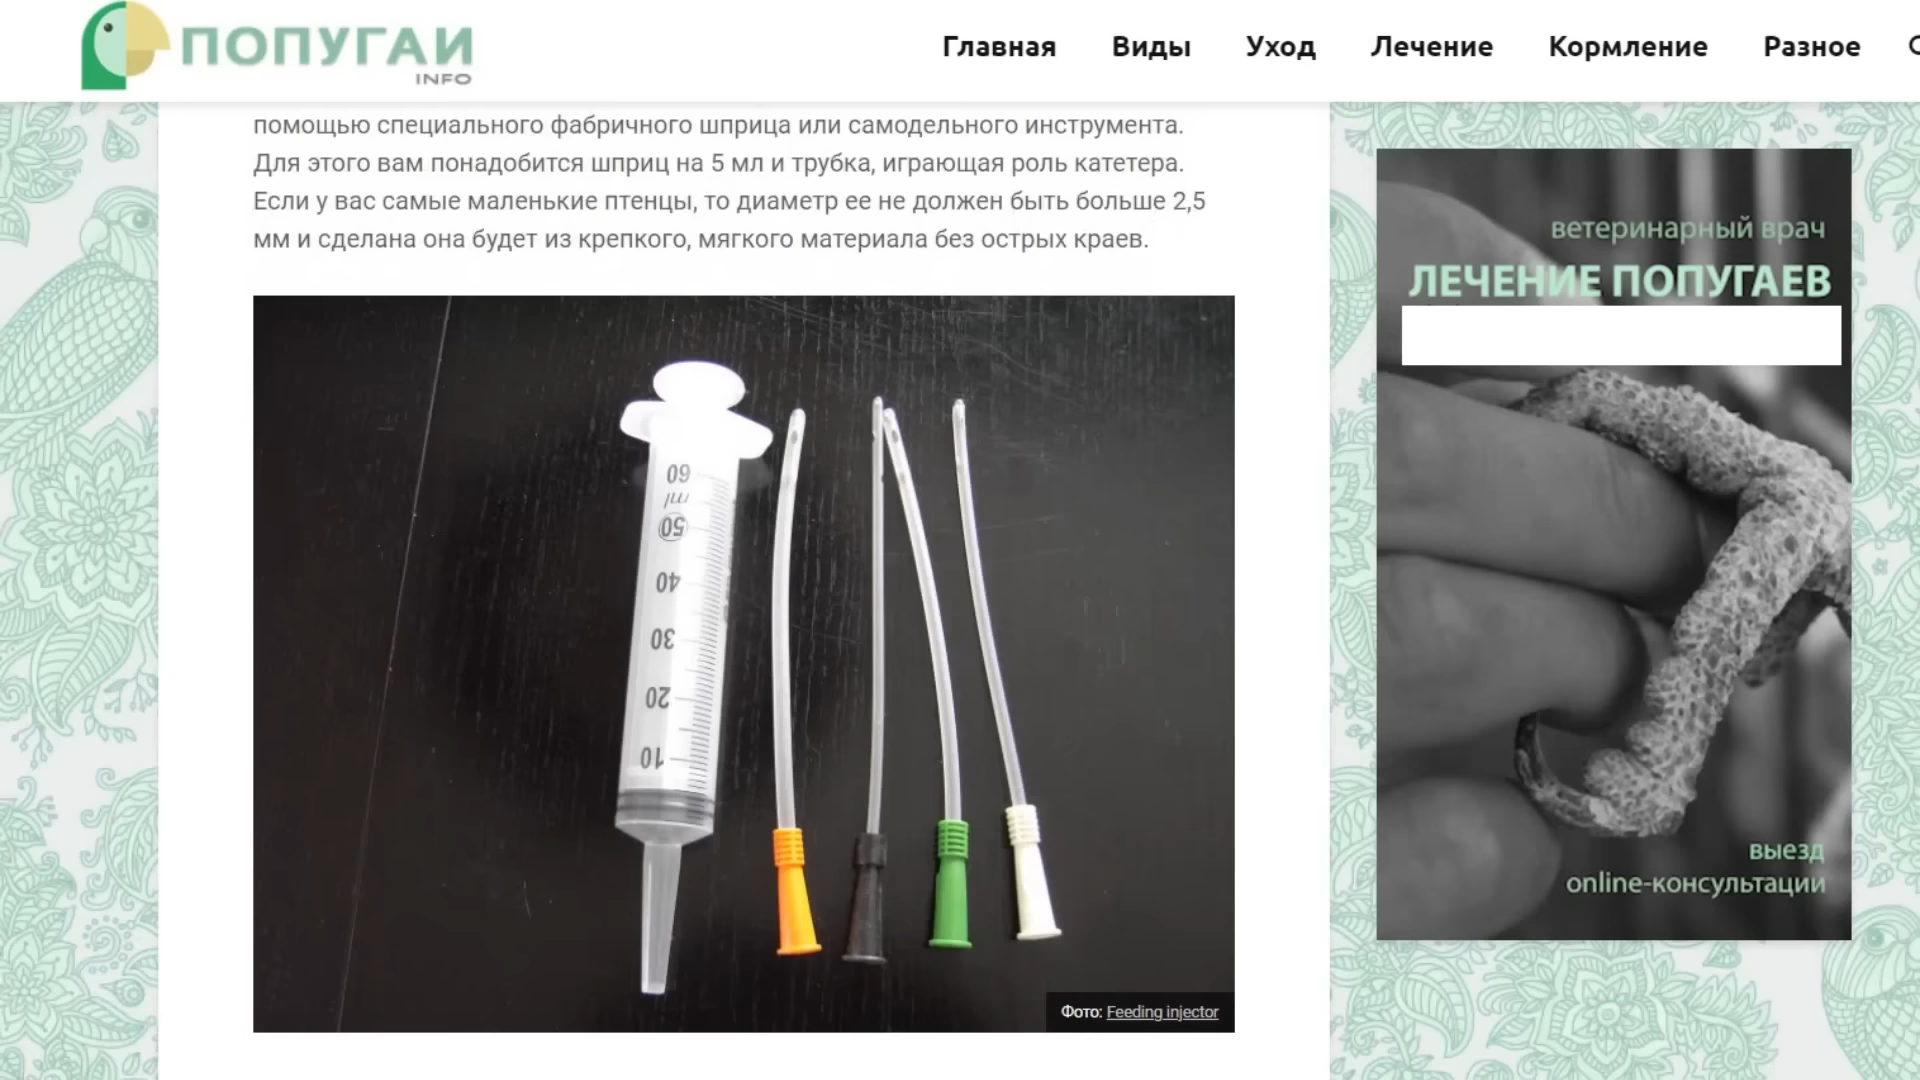 ПОПУГАИ
INFO
Главная Виды Уход Лечение Кормление Разное
помощью специального фабричного шприца или самодельного инструмента.
Для этого вам понадобится шприц на 5 мл и трубка, играющая роль катетера.
Если у вас самые маленькие птенцы, то диаметр ее не должен быть больше 2,5
мм и сделана она будет из крепкого, мягкого материала без острых краев.
60
ml
50
40
30
20
10
Фото: Feeding injector
ветеринарный врач
ЛЕЧЕНИЕ ПОПУГАЕВ
выезд
online-консультации